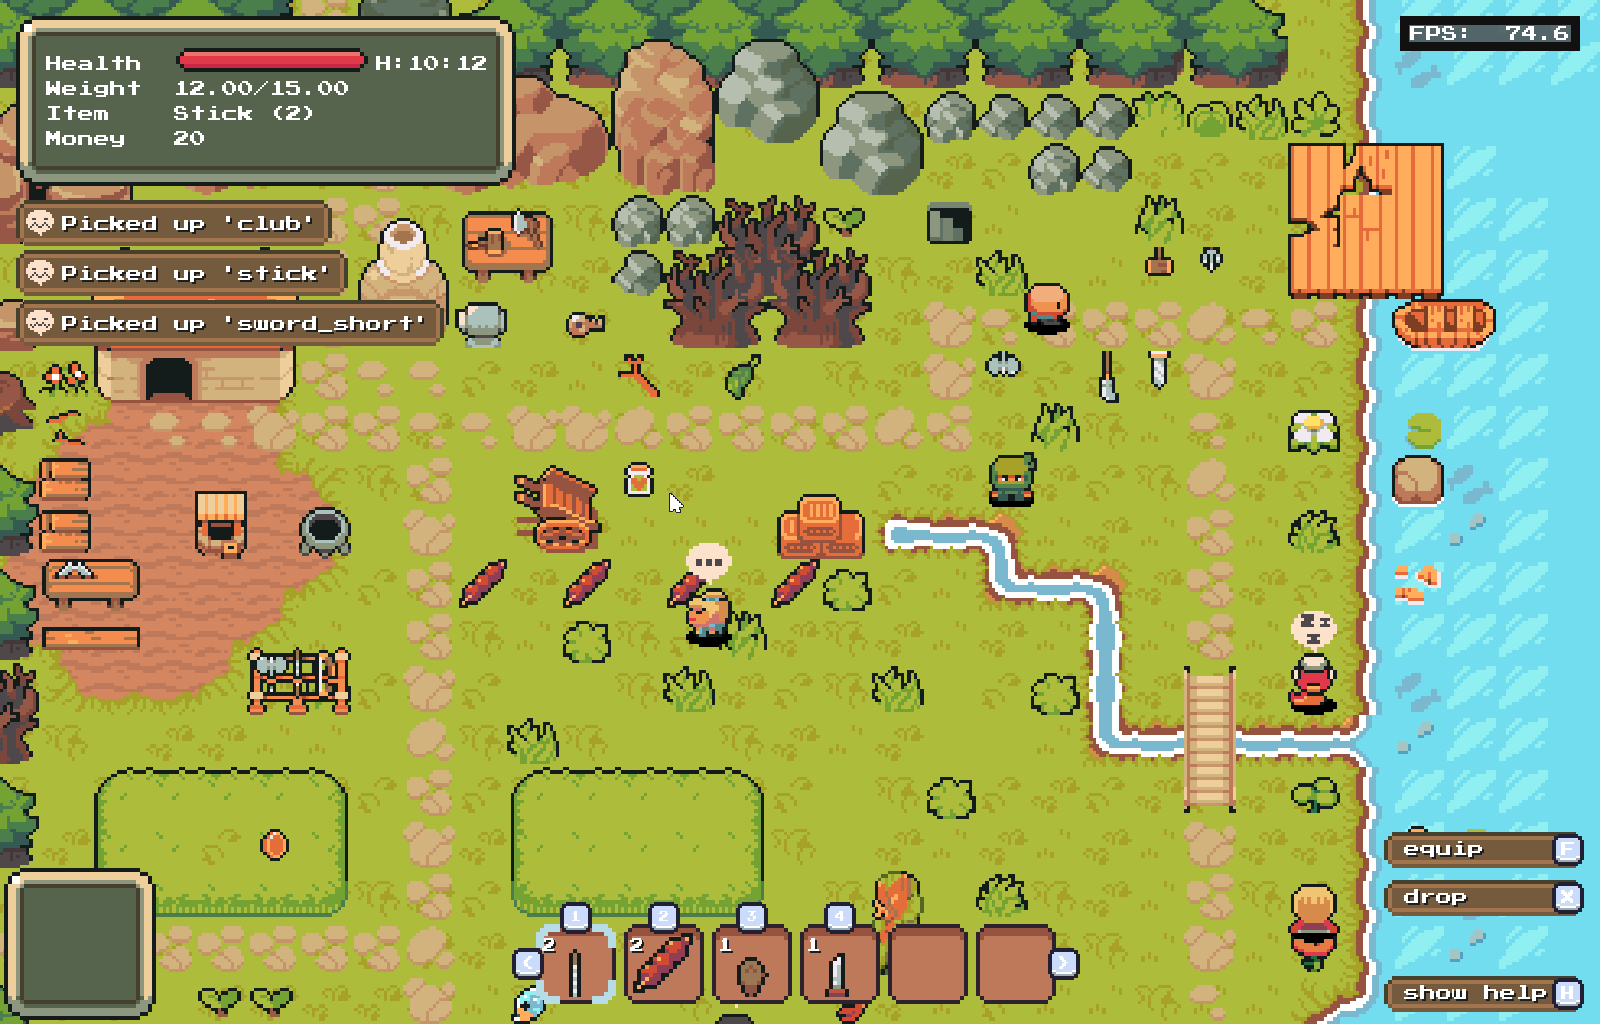 FPS: 74.6
Health H:10:12
Weight 12.00/15.00
Item Stick (2)
Money 20
Picked up 'club'
Picked up 'stick'
Picked up 'sword_short'
...
z z z
equip F
drop X
1 2 3 4
2 2 1 1
< >
show help H